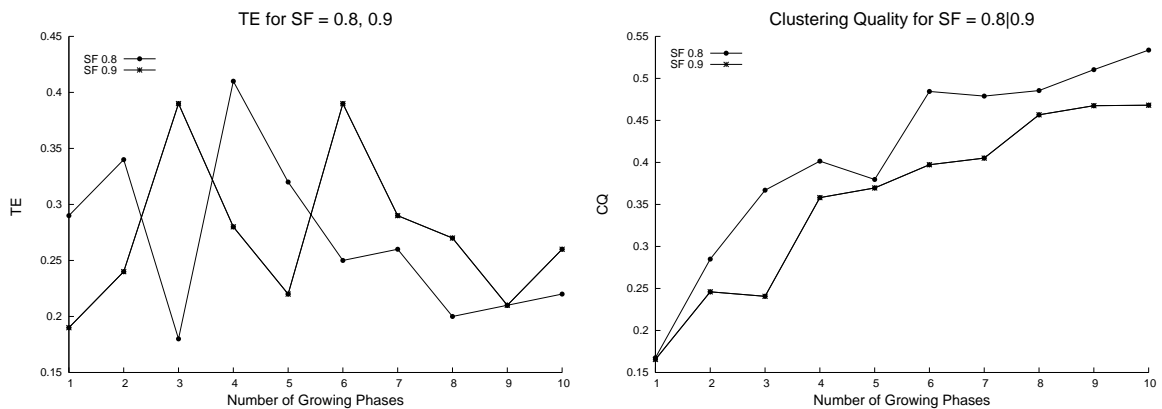 TE for SF = 0.8, 0.9
0.45
0.4
0.35
0.3
0.25
0.2
0.15
TE
SF 0.8
SF 0.9
1 2 3 4 5 6 7 8 9 10
Number of Growing Phases
Clustering Quality for SF = 0.8|0.9
0.55
0.5
0.45
0.4
0.35
0.3
0.25
0.2
0.15
CQ
SF 0.8
SF 0.9
1 2 3 4 5 6 7 8 9 10
Number of Growing Phases